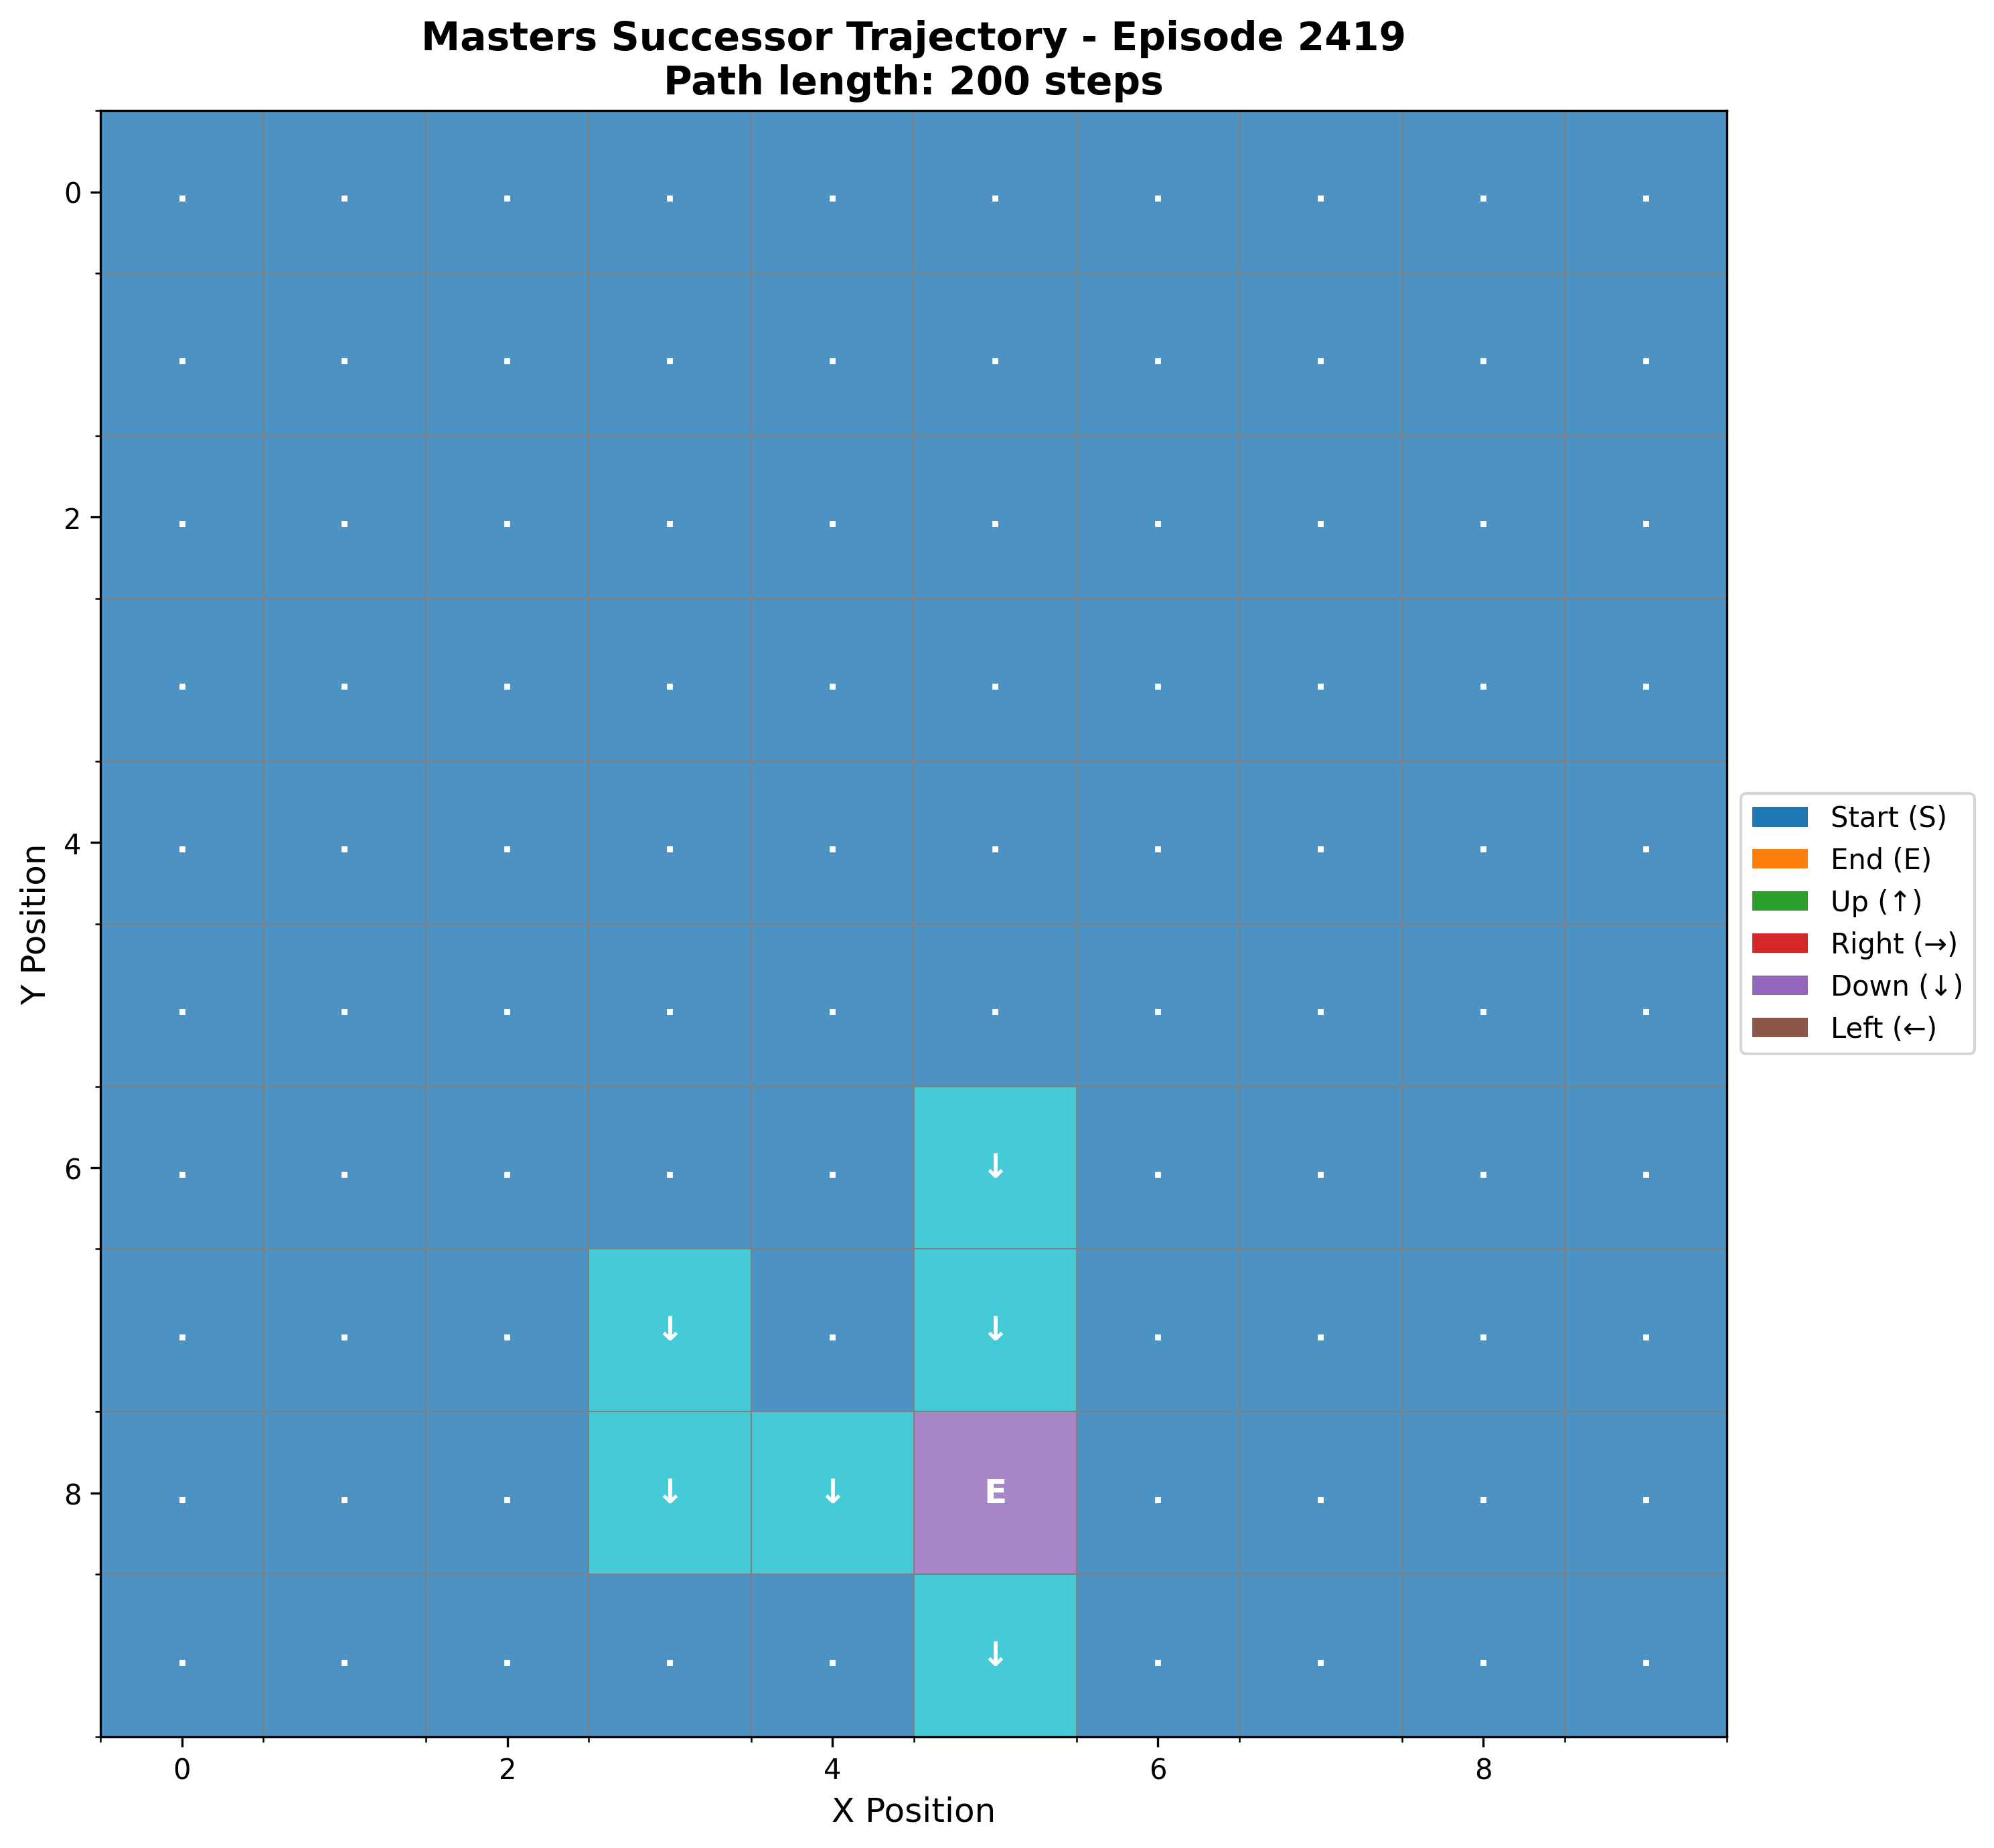 Masters Successor Trajectory - Episode 2419
Path length: 200 steps
0
2
4
6
8
Y Position
. . . . . . . . . .
. . . . . . . . . .
. . . . . . . . . .
. . . . . . . . . .
. . . . . . . . . .
. . . . . . . . . .
. . . . . ↓ . . . .
. . . ↓ . ↓ . . . .
. . . ↓ ↓ E . . . .
. . . . . ↓ . . . .
0 2 4 6 8
X Position
Start (S)
End (E)
Up (↑)
Right (→)
Down (↓)
Left (←)